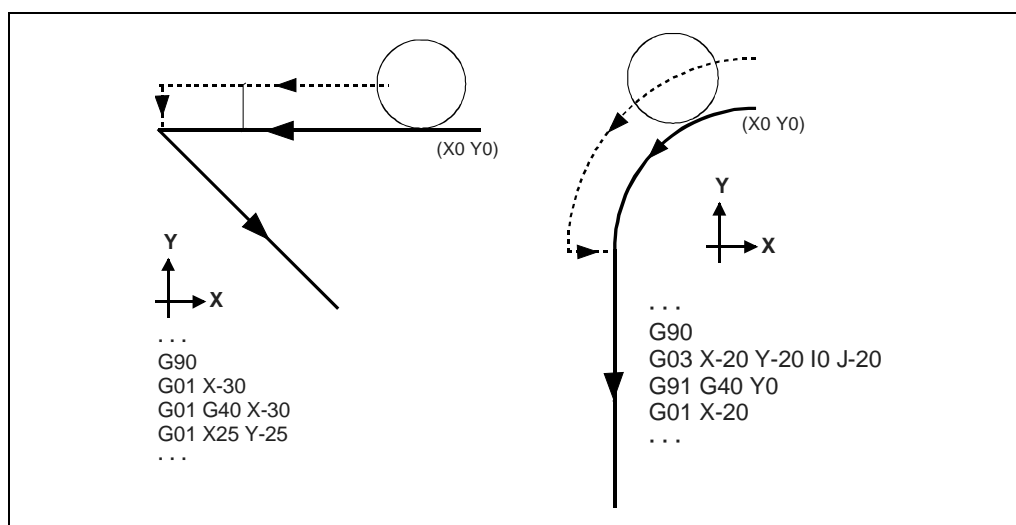 (X0 Y0)
Y
X
. . .
G90
G01 X-30
G01 G40 X-30
G01 X25 Y-25
. . .
(X0 Y0)
Y
X
. . .
G90
G03 X-20 Y-20 I0 J-20
G91 G40 Y0
G01 X-20
. . .